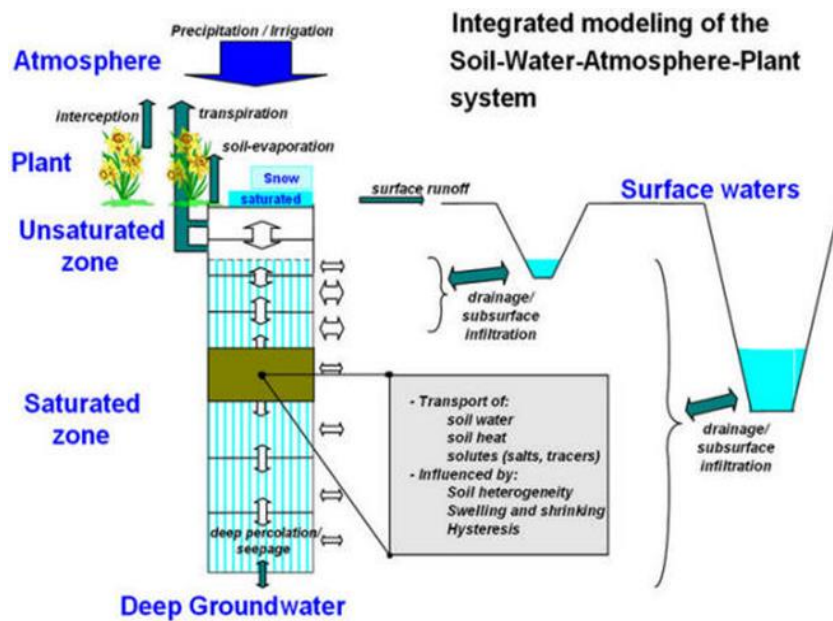 Integrated modeling of the
Soil-Water-Atmosphere-Plant
system
Precipitation / Irrigation
Atmosphere
interception
transpiration
Plant
soil-evaporation
Snow
saturated
surface runoff
Surface waters
Unsaturated
zone
drainage/
subsurface
infiltration
Saturated
zone
- Transport of:
soil water
soil heat
solutes (salts, tracers)
- Influenced by:
Soil heterogeneity
Swelling and shrinking
Hysteresis
drainage/
subsurface
infiltration
deep percolation/
seepage
Deep Groundwater